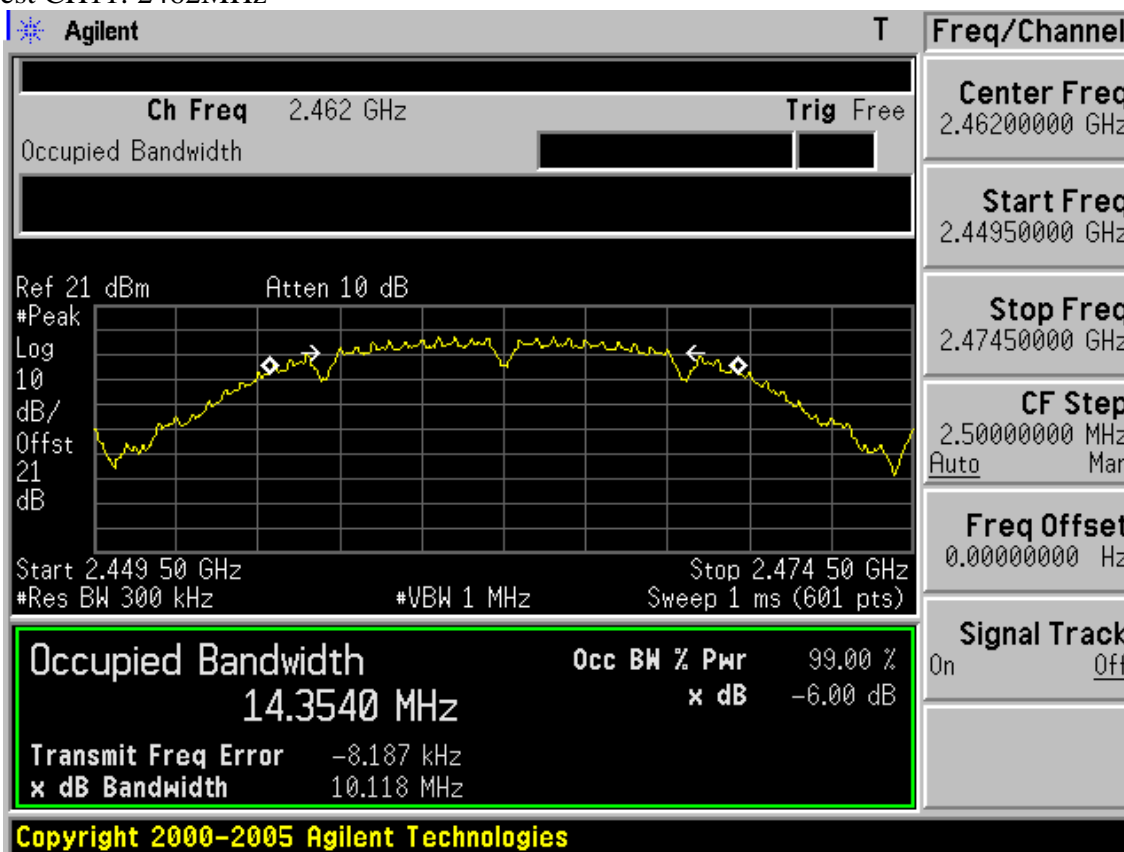 CH11: 2462MHz
Agilent T
Freq/Channel
Ch Freq 2.462 GHz Trig Free
Occupied Bandwidth
Center Freq
2.46200000 GHz
Start Freq
2.44950000 GHz
Stop Freq
2.47450000 GHz
CF Step
2.50000000 MHz
Auto Man
Freq Offset
0.00000000 Hz
Signal Track
On Off
Ref 21 dBm Atten 10 dB
#Peak
Log
10
dB/
Offst
21
dB
Start 2.449 50 GHz Stop 2.474 50 GHz
#Res BW 300 kHz #VBW 1 MHz Sweep 1 ms (601 pts)
Occupied Bandwidth
14.3540 MHz
Occ BW % Pwr 99.00 %
x dB -6.00 dB
Transmit Freq Error -8.187 kHz
x dB Bandwidth 10.118 MHz
Copyright 2000-2005 Agilent Technologies